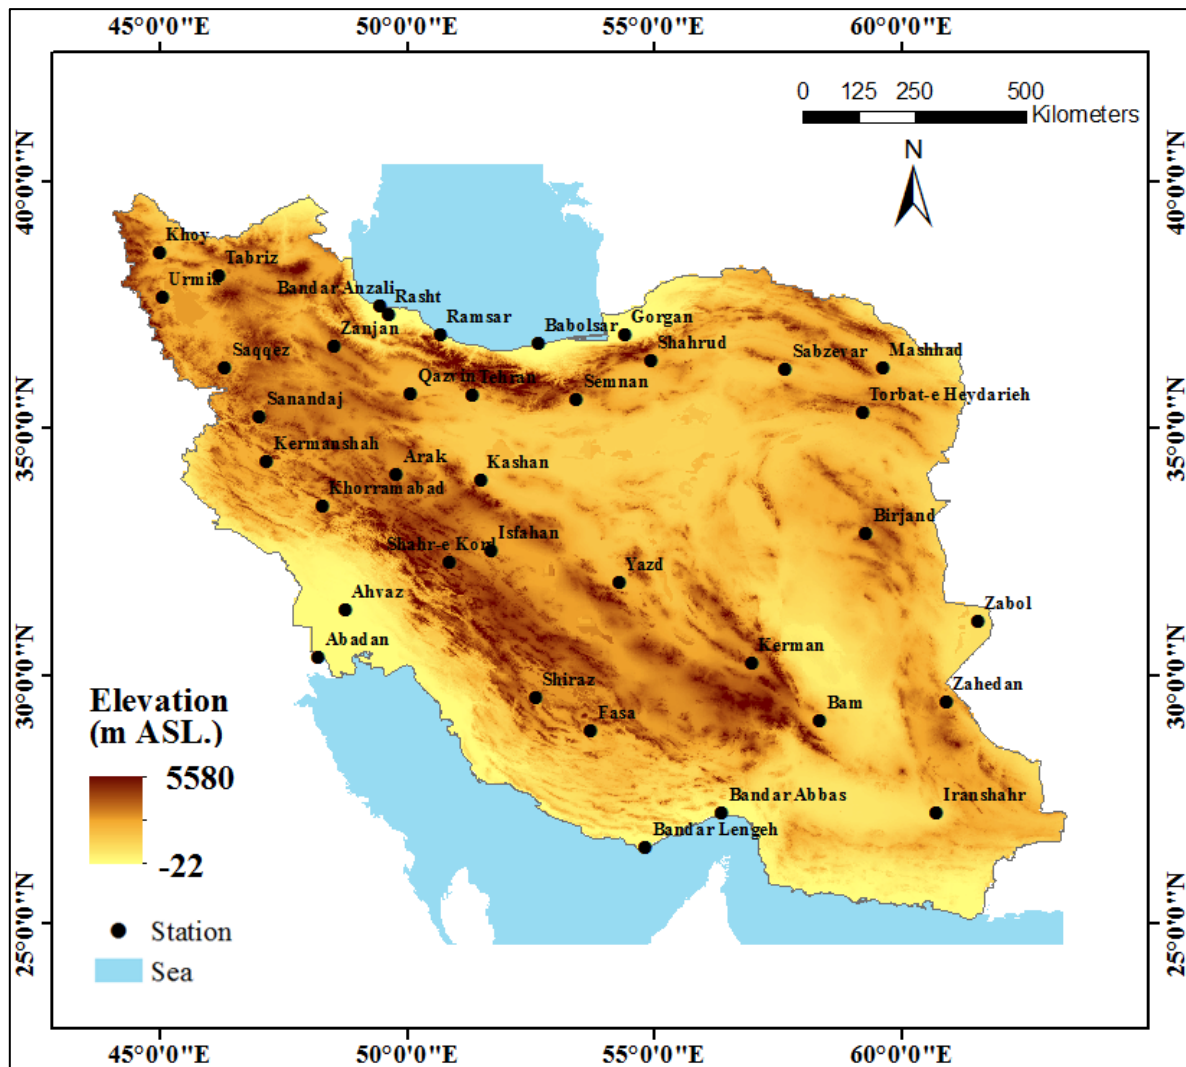 45°0'0"E 50°0'0"E 55°0'0"E 60°0'0"E
0 125 250 500
Kilometers
N
40°0'0"N 40°0'0"N
Khoy
Tabriz
Urmia
Bandar Anzali
Rasht
Ramsar
Zanjan
Babolsar
Gorgan
Shahrud
Saqqez
Sabzevar
Mashhad
Qazvin
Tehran
Semnan
Torbat-e Heydarieh
Sanandaj
35°0'0"N 35°0'0"N
Kermanshah
Arak
Kashan
Khorramabad
Birjand
Isfahan
Shahr-e Kord
Yazd
Ahvaz
Zabol
Abadan
Kerman
30°0'0"N 30°0'0"N
Shiraz
Zahedan
Fasa
Bam
Elevation
(m ASL.)
5580
-22
Bandar Abbas
Iranshahr
Bandar Lengeh
25°0'0"N 25°0'0"N
Station
Sea
45°0'0"E 50°0'0"E 55°0'0"E 60°0'0"E